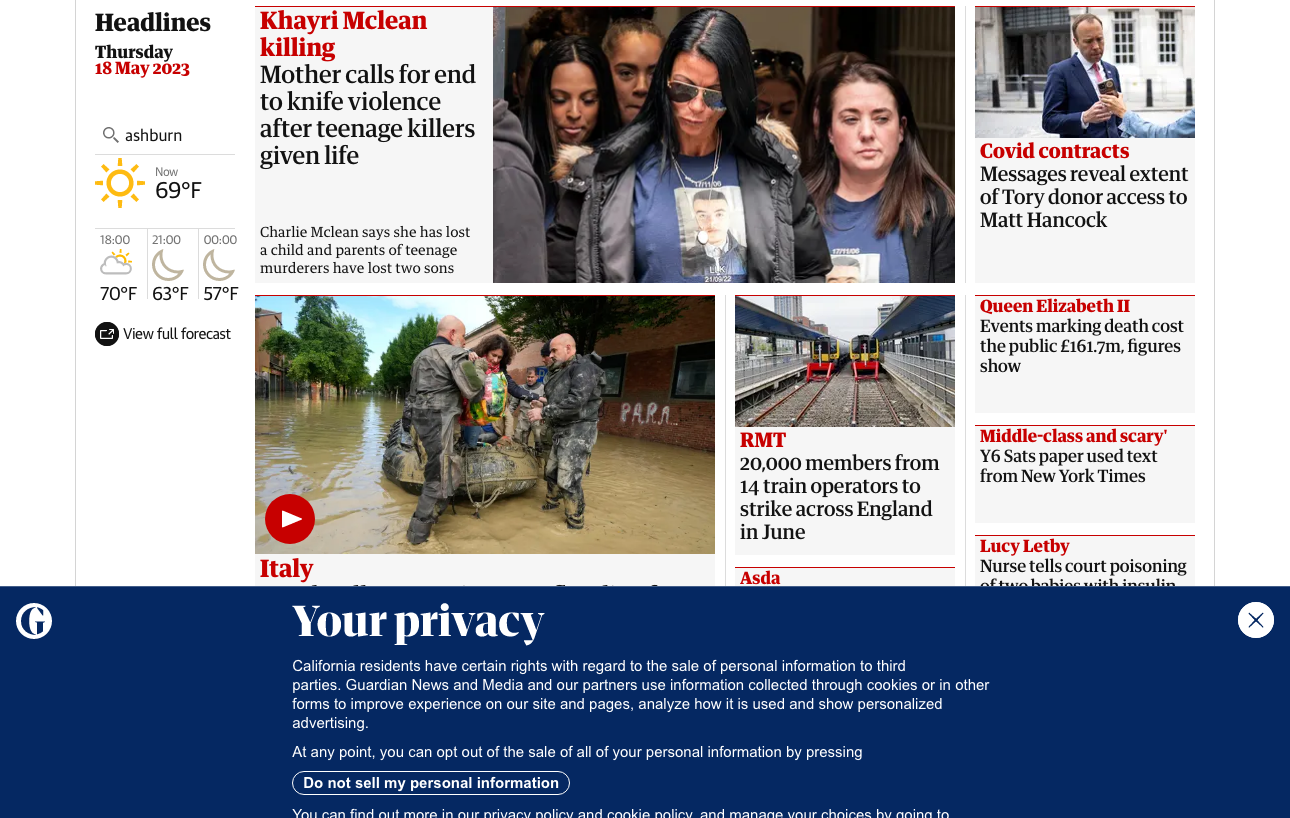 Headlines
Thursday
18 May 2023
ashburn
Now
69°F
18:00
21:00
00:00
70°F
63°F
57°F
View full forecast
Khayri Mclean
killing
Mother calls for end
to knife violence
after teenage killers
given life
Charlie Mclean says she has lost
a child and parents of teenage
murderers have lost two sons
17/11/06
LLK
21/09/22
17/11/06
Covid contracts
Messages reveal extent
of Tory donor access to
Matt Hancock
P.A.R.A.
Italy
RMT
20,000 members from
14 train operators to
strike across England
in June
Asda
Queen Elizabeth II
Events marking death cost
the public £161.7m, figures
show
Middle-class and scary'
Y6 Sats paper used text
from New York Times
Lucy Letby
Nurse tells court poisoning
of two babies with insulin
G
Your privacy
California residents have certain rights with regard to the sale of personal information to third
parties. Guardian News and Media and our partners use information collected through cookies or in other
forms to improve experience on our site and pages, analyze how it is used and show personalized
advertising.
At any point, you can opt out of the sale of all of your personal information by pressing
Do not sell my personal information
You can find out more in our privacy policy and cookie policy, and manage your choices by going to